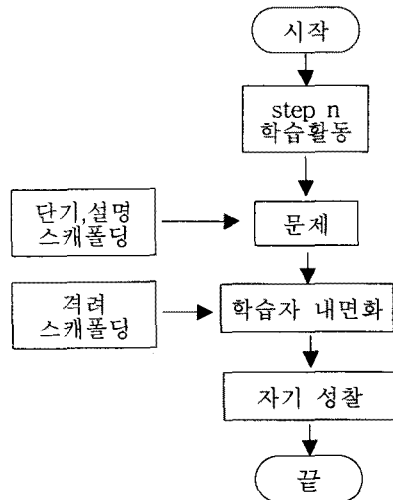 시작
step n
학습활동
단기,설명
스캐폴딩
문제
격려
스캐폴딩
학습자 내면화
자기 성찰
끝